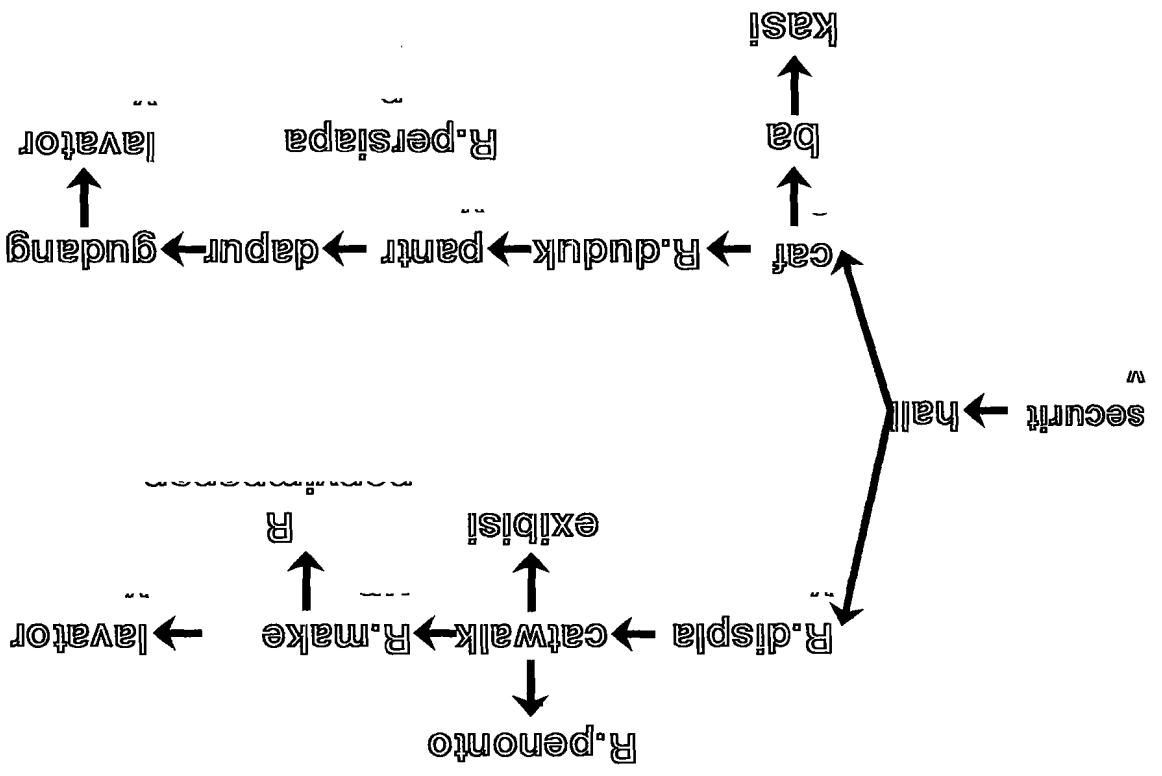 R.penonto
R.displa catwalk R.make lavator
exibisi R
securit hall
caf R.duduk pantr dapur gudang
ba R.persiapa lavator
kasi